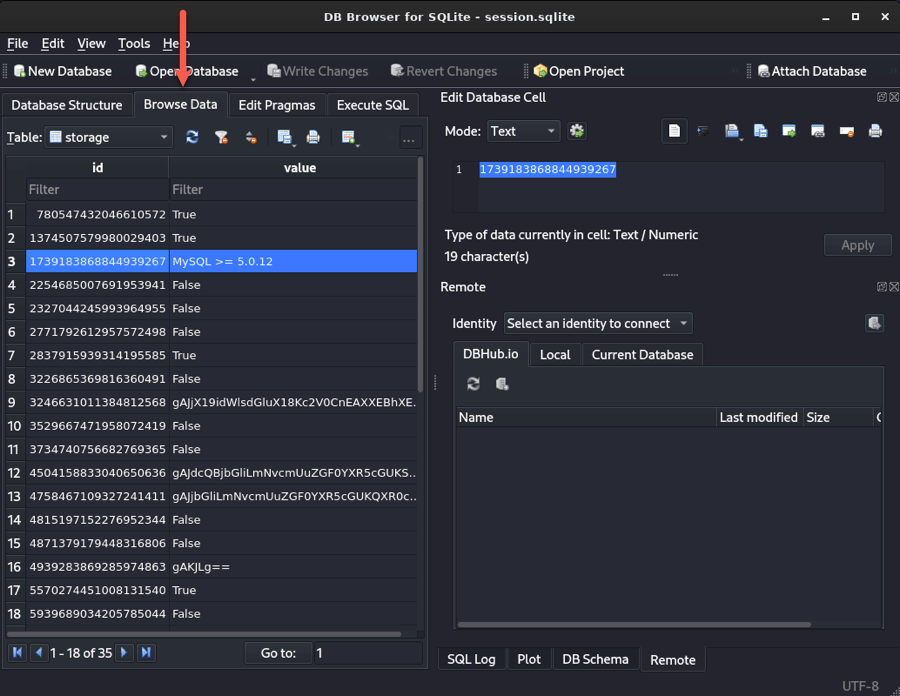 DB Browser for SQLite - session.sqlite
File Edit View Tools Help
New Database Open Database Write Changes Revert Changes Open Project Attach Database
Database Structure Browse Data Edit Pragmas Execute SQL
Table: storage ...
id value
Filter Filter
1 780547432046610572 True
2 1374507579980029403 True
3 1739183868844939267 MySQL >= 5.0.12
4 2254685007691953941 False
5 2327044245993964955 False
6 2771792612957572498 False
7 2837915939314195585 True
8 3226865369816360491 False
9 3246631011384812568 gAJjX19idWlsdGluX18Kc2V0CnEAXXEBhXE...
10 3529667471958072419 False
11 3734740756682769365 False
12 4504158833040650636 gAJdcQBjbGliLmNvcmUuZGF0YXR5cGUKS...
13 4758467109327241411 gAJjbGliLmNvcmUuZGF0YXR5cGUKQXR0c...
14 4815197152276952344 False
15 4871379179448316806 False
16 4939283869285974863 gAKJLg==
17 5570274451008131540 True
18 5939689034205785044 False
1 - 18 of 35 Go to: 1
Edit Database Cell
Mode: Text
1 1739183868844939267
Type of data currently in cell: Text / Numeric
19 character(s)
Apply
Remote
Identity Select an identity to connect
DBHub.io Local Current Database
Name Last modified Size
SQL Log Plot DB Schema Remote
UTF-8